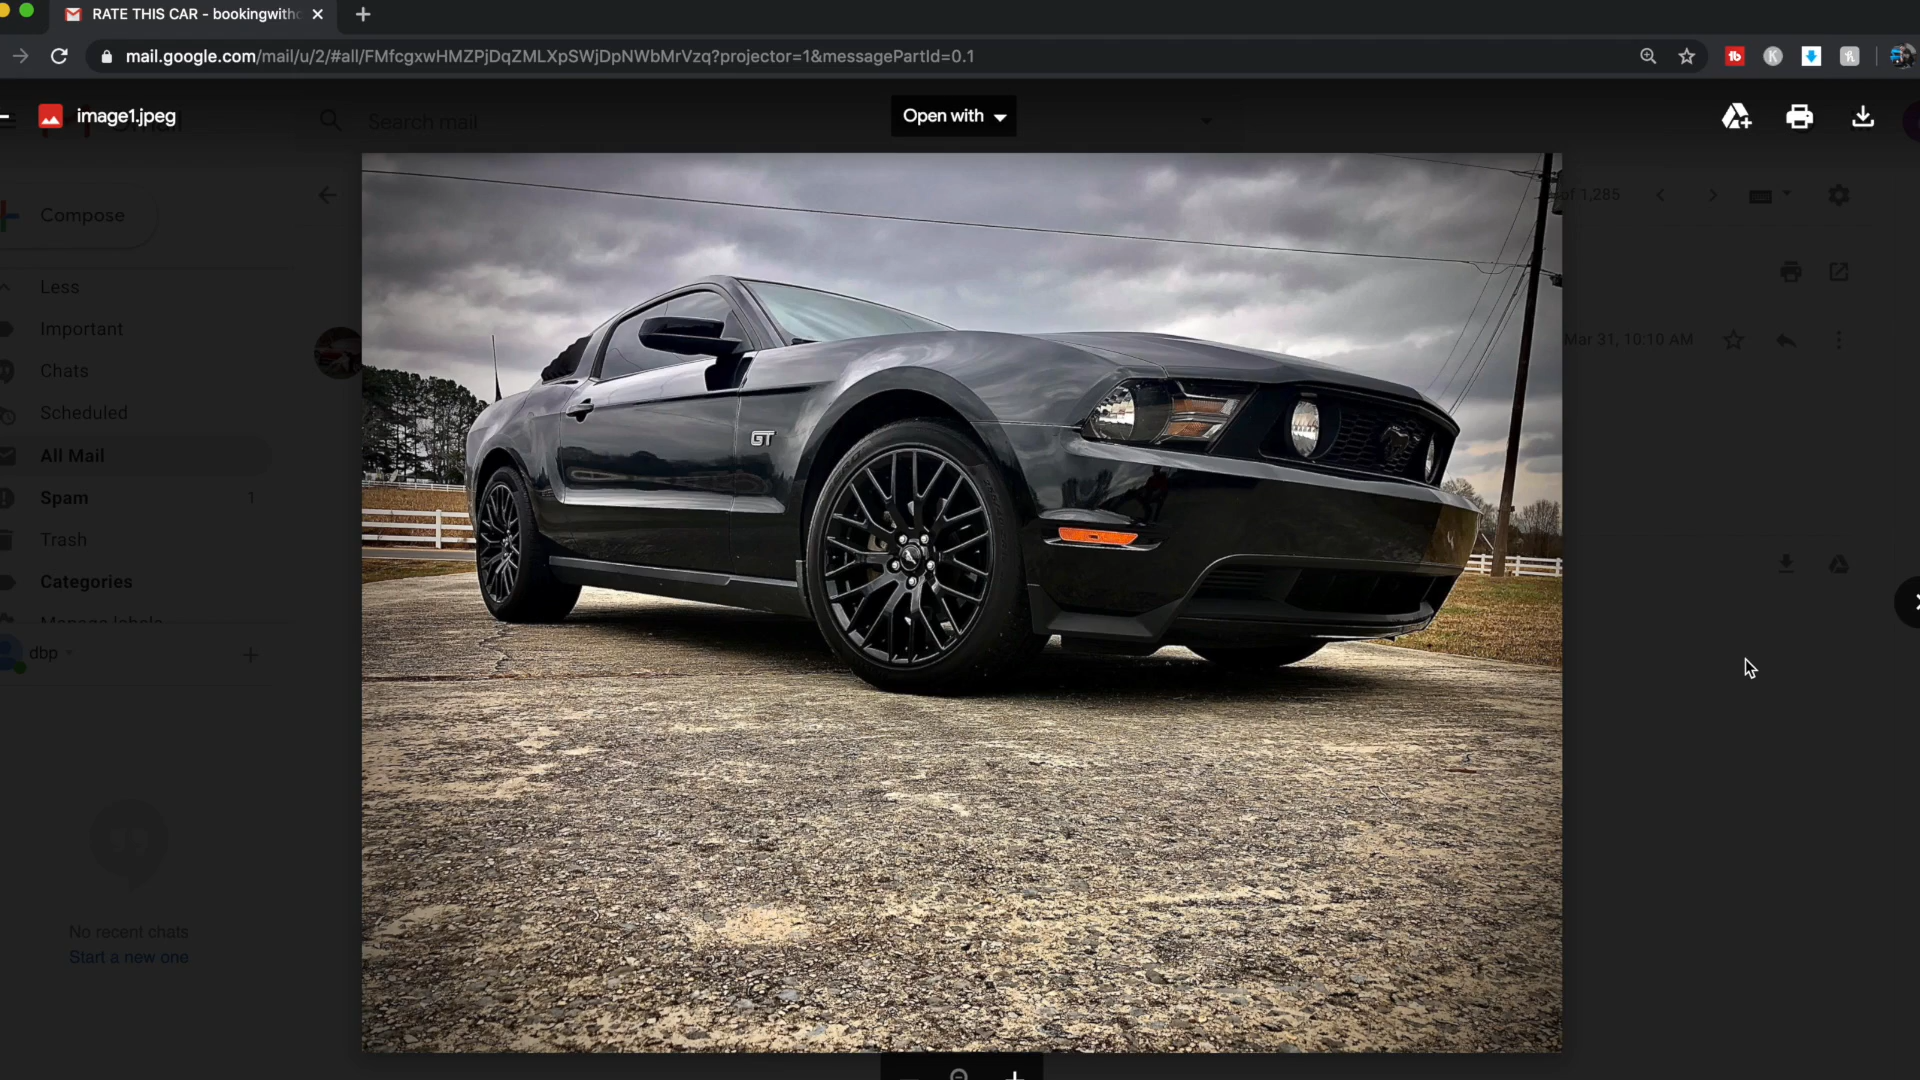 RATE THIS CAR - bookingwith
mail.google.com/mail/u/2/#all/FMfcgxwHMZPjDqZMLXpSWjDpNWbMrVzq?projector=1&messagePartId=0.1
image1.jpeg
Search mail
Open with
Compose
of 1,285
Less
Important
Mar 31, 10:10 AM
Chats
Scheduled
All Mail
Spam 1
Trash
Categories
Manage labels
dbp
GT
No recent chats
Start a new one